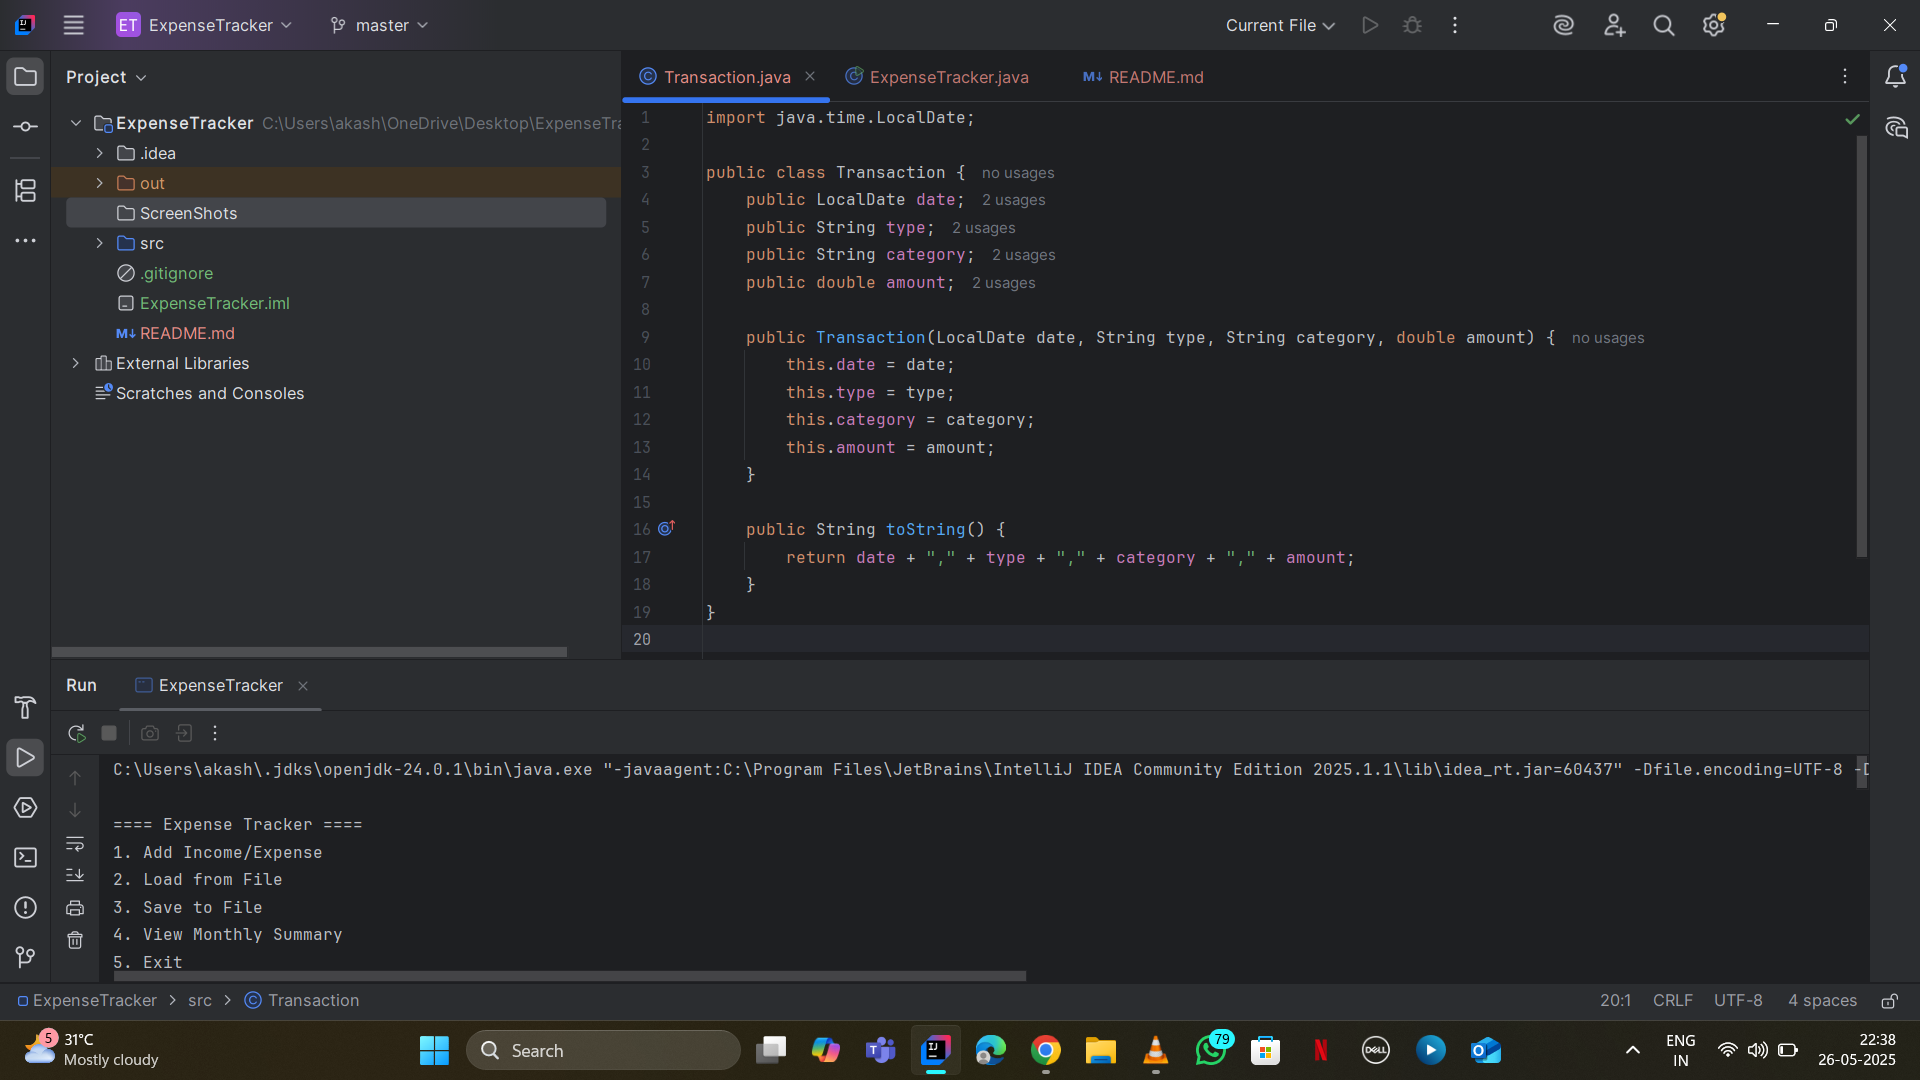 ET ExpenseTracker master Current File
Project
ExpenseTracker C:\Users\akash\OneDrive\Desktop\ExpenseTra
.idea
out
ScreenShots
src
.gitignore
ExpenseTracker.iml
M↓ README.md
External Libraries
Scratches and Consoles
Transaction.java ExpenseTracker.java M↓ README.md
1 import java.time.LocalDate;
2
3 public class Transaction { no usages
4 public LocalDate date; 2 usages
5 public String type; 2 usages
6 public String category; 2 usages
7 public double amount; 2 usages
8
9 public Transaction(LocalDate date, String type, String category, double amount) { no usages
10 this.date = date;
11 this.type = type;
12 this.category = category;
13 this.amount = amount;
14 }
15
16 public String toString() {
17 return date + "," + type + "," + category + "," + amount;
18 }
19 }
20
Run ExpenseTracker
C:\Users\akash\.jdks\openjdk-24.0.1\bin\java.exe "-javaagent:C:\Program Files\JetBrains\IntelliJ IDEA Community Edition 2025.1.1\lib\idea_rt.jar=60437" -Dfile.encoding=UTF-8 -D
==== Expense Tracker ====
1. Add Income/Expense
2. Load from File
3. Save to File
4. View Monthly Summary
5. Exit
ExpenseTracker > src > Transaction 20:1 CRLF UTF-8 4 spaces
5 31°C
Mostly cloudy
Search
79
DELL
ENG
IN
22:38
26-05-2025